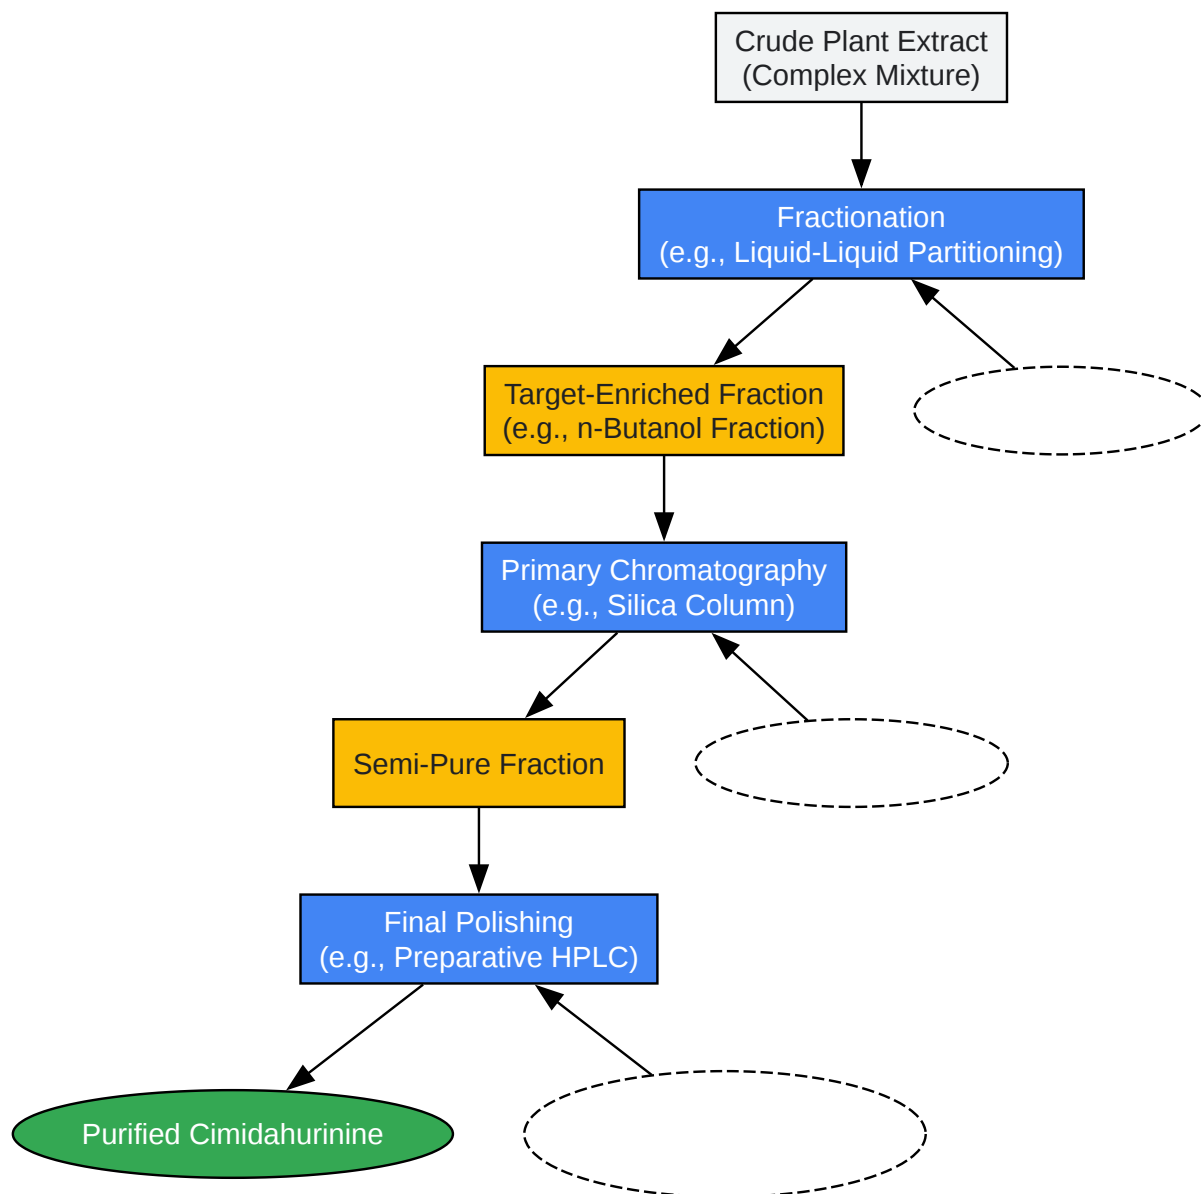 Crude Plant Extract
(Complex Mixture)
Fractionation
(e.g., Liquid-Liquid Partitioning)
Target-Enriched Fraction
(e.g., n-Butanol Fraction)
Primary Chromatography
(e.g., Silica Column)
Semi-Pure Fraction
Final Polishing
(e.g., Preparative HPLC)
Purified Cimidahurinine